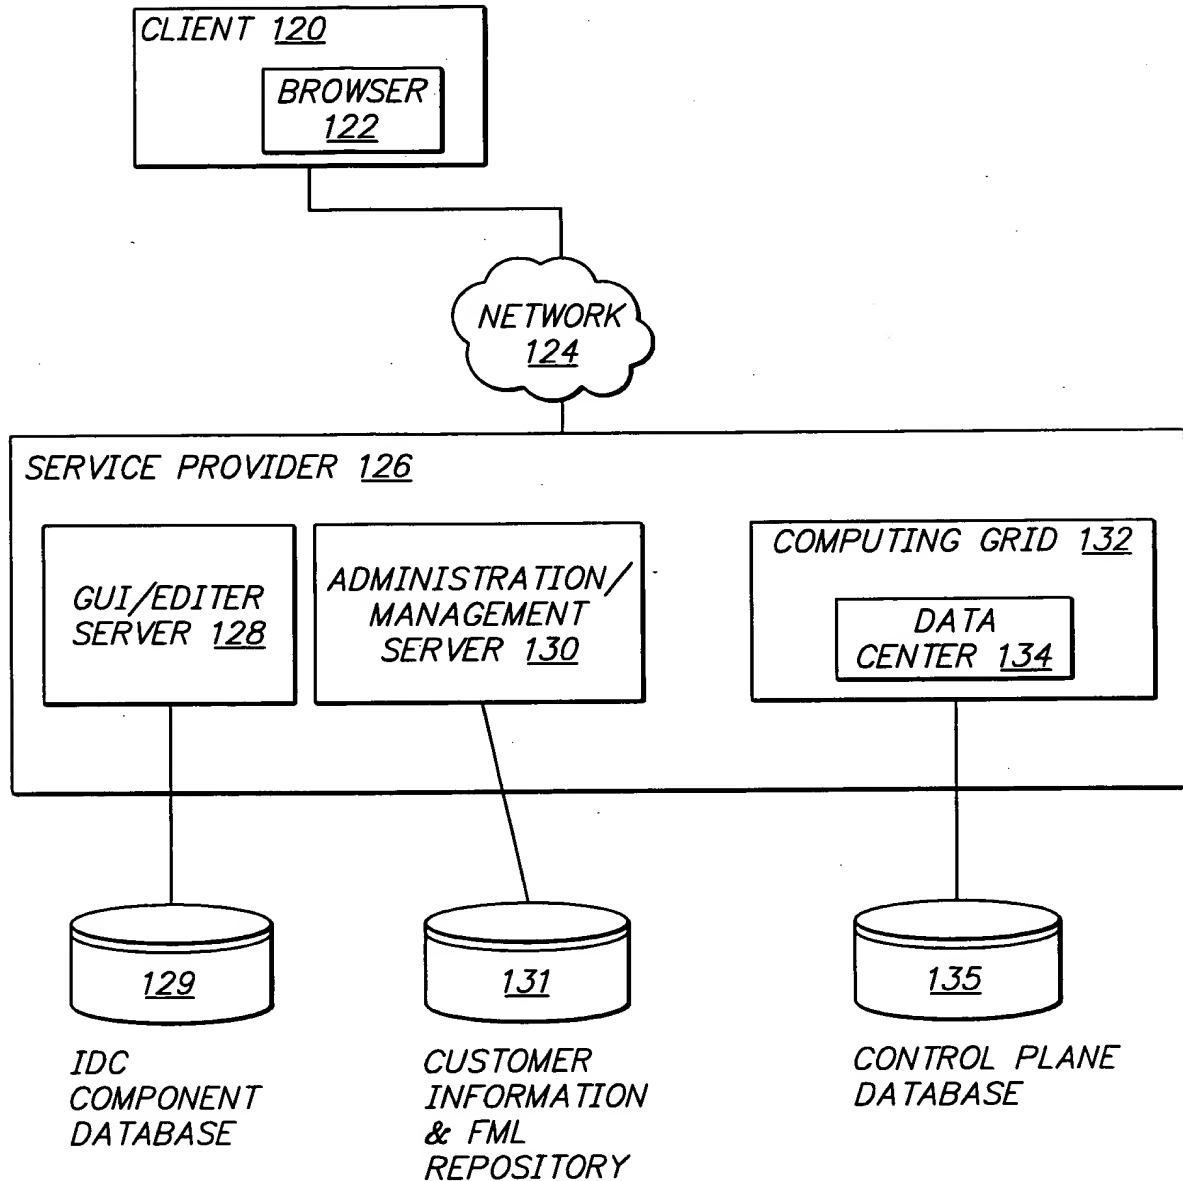 CLIENT 120
BROWSER
122
NETWORK
124
SERVICE PROVIDER 126
GUI/EDITER
SERVER 128
ADMINISTRATION/
MANAGEMENT
SERVER 130
COMPUTING GRID 132
DATA
CENTER 134
129
131
135
IDC
COMPONENT
DATABASE
CUSTOMER
INFORMATION
& FML
REPOSITORY
CONTROL PLANE
DATABASE